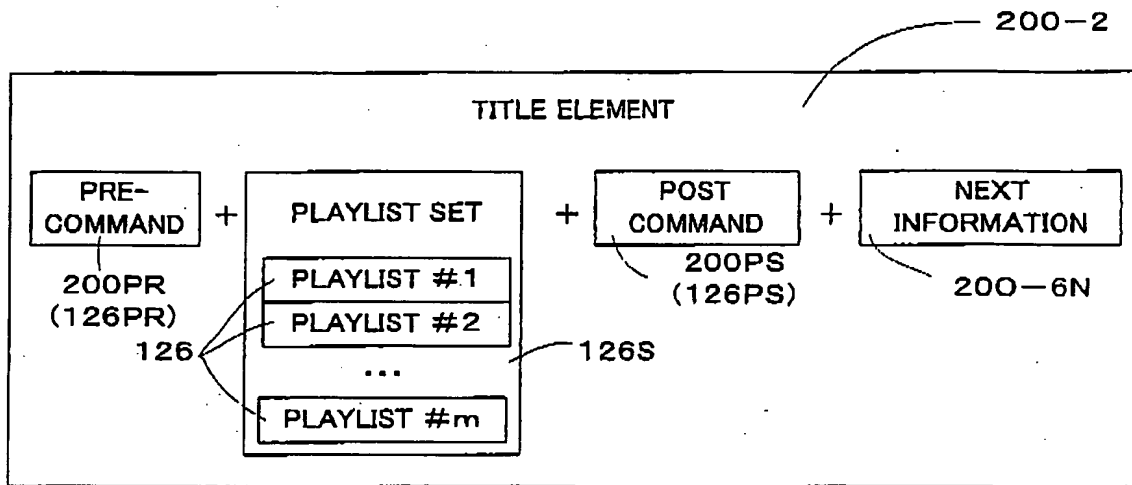 200-2
TITLE ELEMENT
PRE-
COMMAND
+
PLAYLIST SET
+
POST
COMMAND
+
NEXT
INFORMATION
200PR
(126PR)
PLAYLIST #1
PLAYLIST #2
...
PLAYLIST #m
126
126S
200PS
(126PS)
200-6N